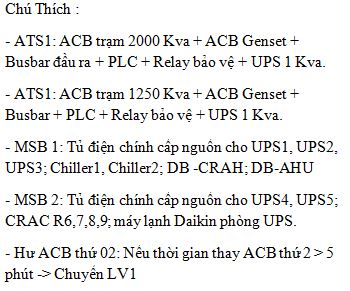 Chú Thích :
- ATS1: ACB trạm 2000 Kva + ACB Genset +
Busbar đầu ra + PLC + Relay bảo vệ + UPS 1 Kva.
- ATS1: ACB trạm 1250 Kva + ACB Genset +
Busbar + PLC + Relay bảo vệ + UPS 1 Kva.
- MSB 1: Tủ điện chính cấp nguồn cho UPS1, UPS2,
UPS3; Chiller1, Chiller2; DB -CRAH; DB-AHU
- MSB 2: Tủ điện chính cấp nguồn cho UPS4, UPS5;
CRAC R6,7,8,9; máy lạnh Daikin phòng UPS.
- Hư ACB thứ 02: Nếu thời gian thay ACB thứ 2 > 5
phút -> Chuyển LV1